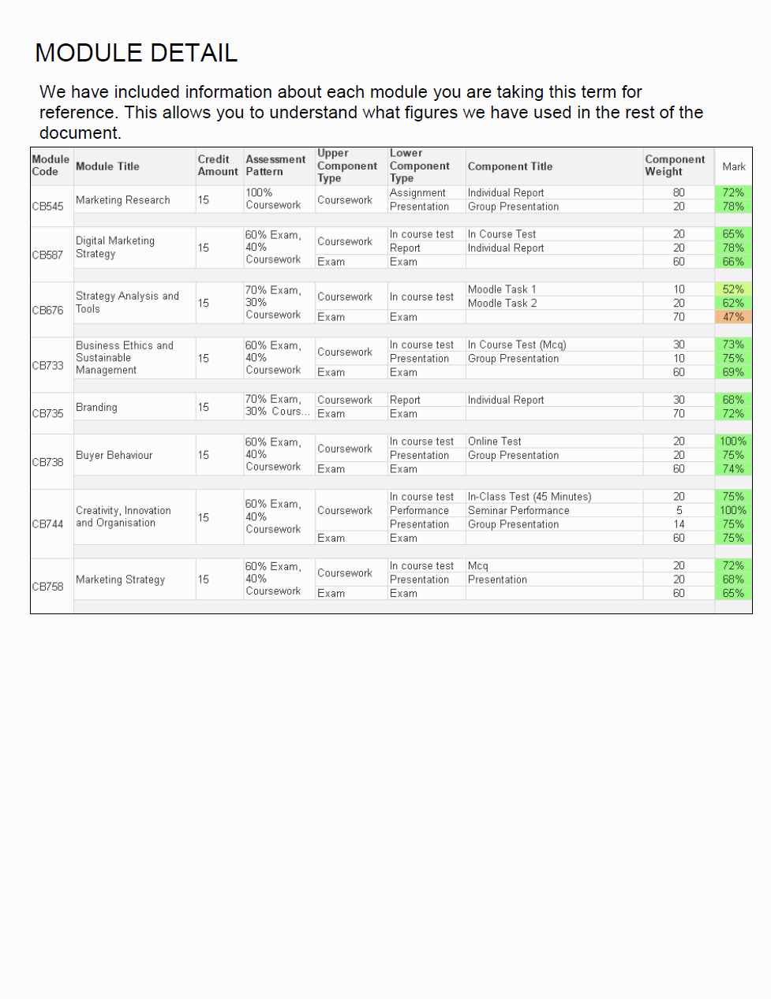 MODULE DETAIL
We have included information about each module you are taking this term for
reference. This allows you to understand what figures we have used in the rest of the
document.
Module Code Module Title Credit Amount Assessment Pattern Upper Component Type Lower Component Type Component Title Component Weight Mark
CB545 Marketing Research 15 100% Coursework Coursework Assignment Individual Report 80 72%
Presentation Group Presentation 20 78%
CB587 Digital Marketing Strategy 15 60% Exam, 40% Coursework Coursework In course test In Course Test 20 65%
Report Individual Report 20 78%
Exam Exam 60 66%
CB676 Strategy Analysis and Tools 15 70% Exam, 30% Coursework Coursework In course test Moodle Task 1 10 52%
Moodle Task 2 20 62%
Exam Exam 70 47%
CB733 Business Ethics and Sustainable Management 15 60% Exam, 40% Coursework Coursework In course test In Course Test (Mcq) 30 73%
Presentation Group Presentation 10 75%
Exam Exam 60 69%
CB735 Branding 15 70% Exam, 30% Cours... Coursework Report Individual Report 30 68%
Exam Exam 70 72%
CB738 Buyer Behaviour 15 60% Exam, 40% Coursework Coursework In course test Online Test 20 100%
Presentation Group Presentation 20 75%
Exam Exam 60 74%
CB744 Creativity, Innovation and Organisation 15 60% Exam, 40% Coursework Coursework In course test In-Class Test (45 Minutes) 20 75%
Performance Seminar Performance 5 100%
Presentation Group Presentation 14 75%
Exam Exam 60 75%
CB758 Marketing Strategy 15 60% Exam, 40% Coursework Coursework In course test Mcq 20 72%
Presentation Presentation 20 68%
Exam Exam 60 65%